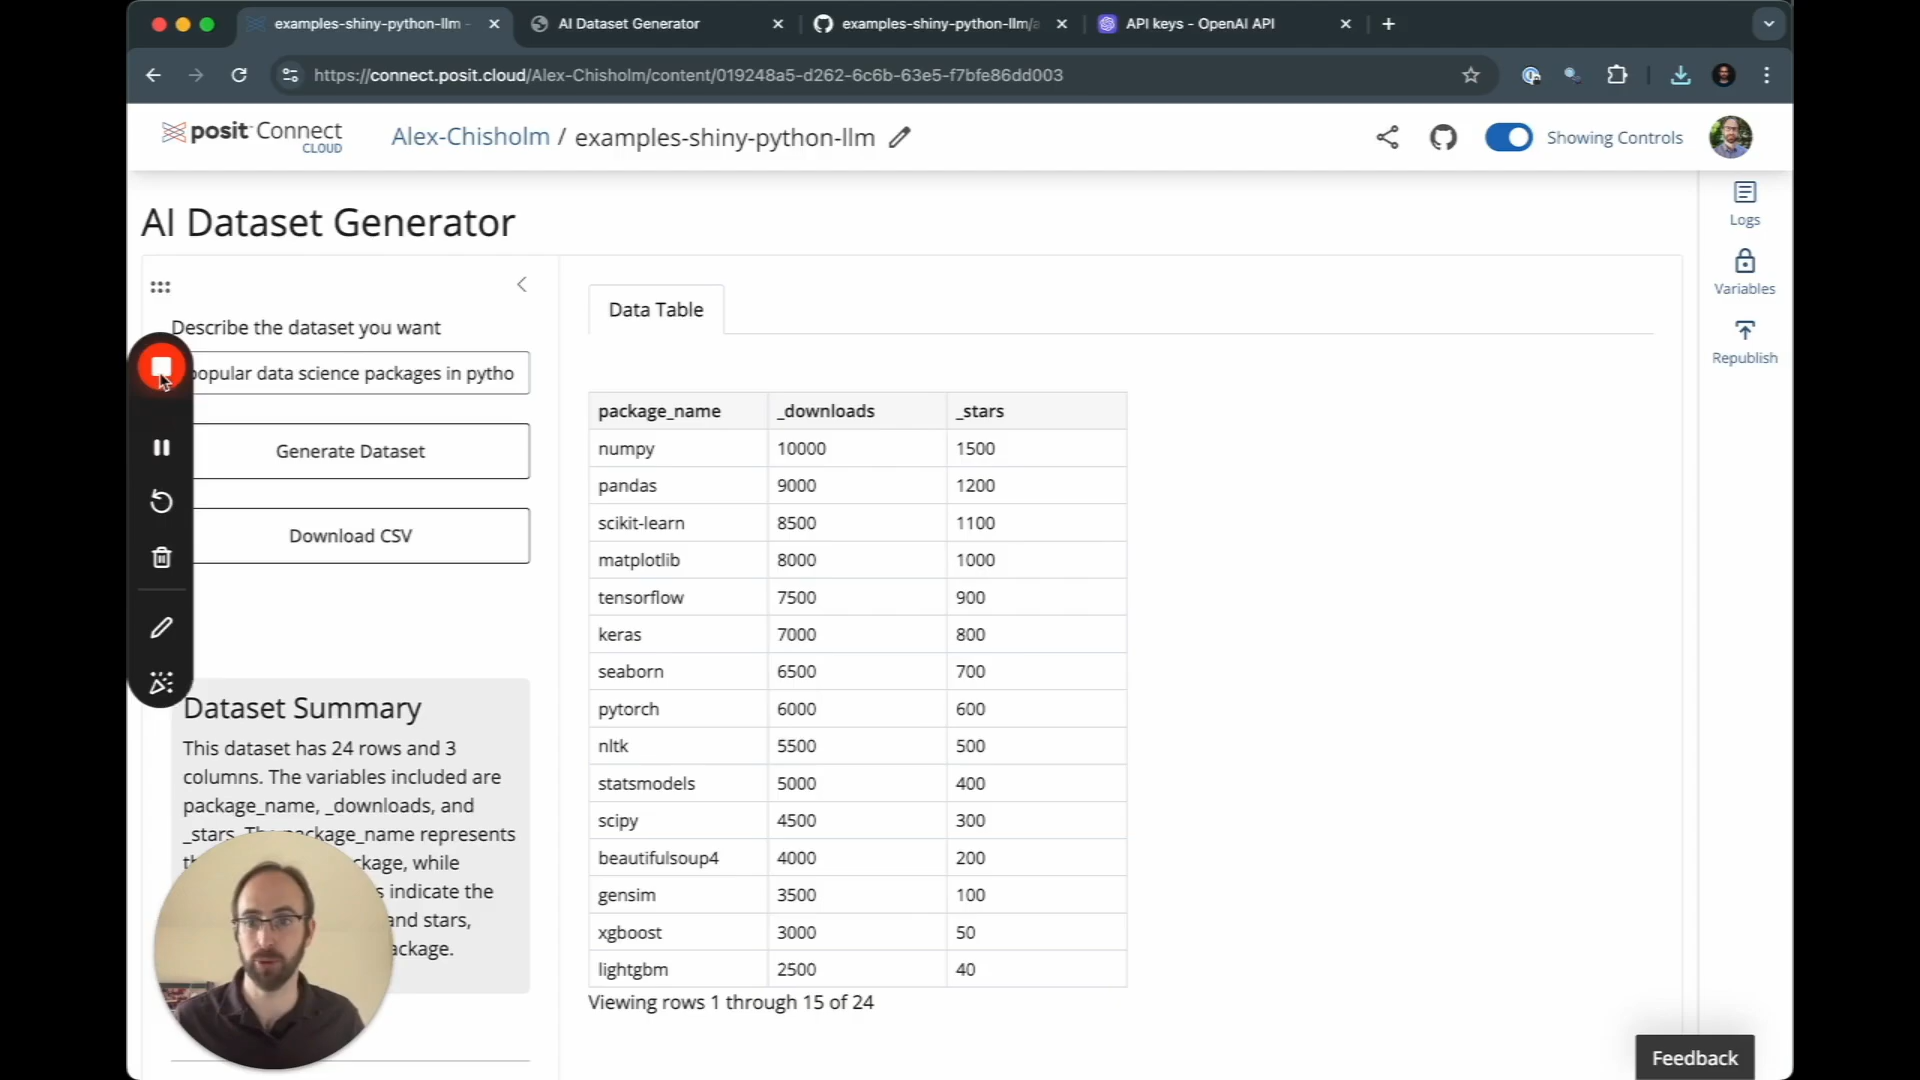 examples-shiny-python-llm -
AI Dataset Generator
examples-shiny-python-llm/a
API keys - OpenAI API
https://connect.posit.cloud/Alex-Chisholm/content/019248a5-d262-6c6b-63e5-f7bfe86dd003
posit Connect
CLOUD
Alex-Chisholm / examples-shiny-python-llm
Showing Controls
Logs
Variables
Republish
AI Dataset Generator
Describe the dataset you want
popular data science packages in pytho
Generate Dataset
Download CSV
Dataset Summary
This dataset has 24 rows and 3
columns. The variables included are
package_name, _downloads, and
_stars. The package_name represents
kage, while
indicate the
and stars,
ackage.
Data Table
package_name _downloads _stars
numpy 10000 1500
pandas 9000 1200
scikit-learn 8500 1100
matplotlib 8000 1000
tensorflow 7500 900
keras 7000 800
seaborn 6500 700
pytorch 6000 600
nltk 5500 500
statsmodels 5000 400
scipy 4500 300
beautifulsoup4 4000 200
gensim 3500 100
xgboost 3000 50
lightgbm 2500 40
Viewing rows 1 through 15 of 24
Feedback